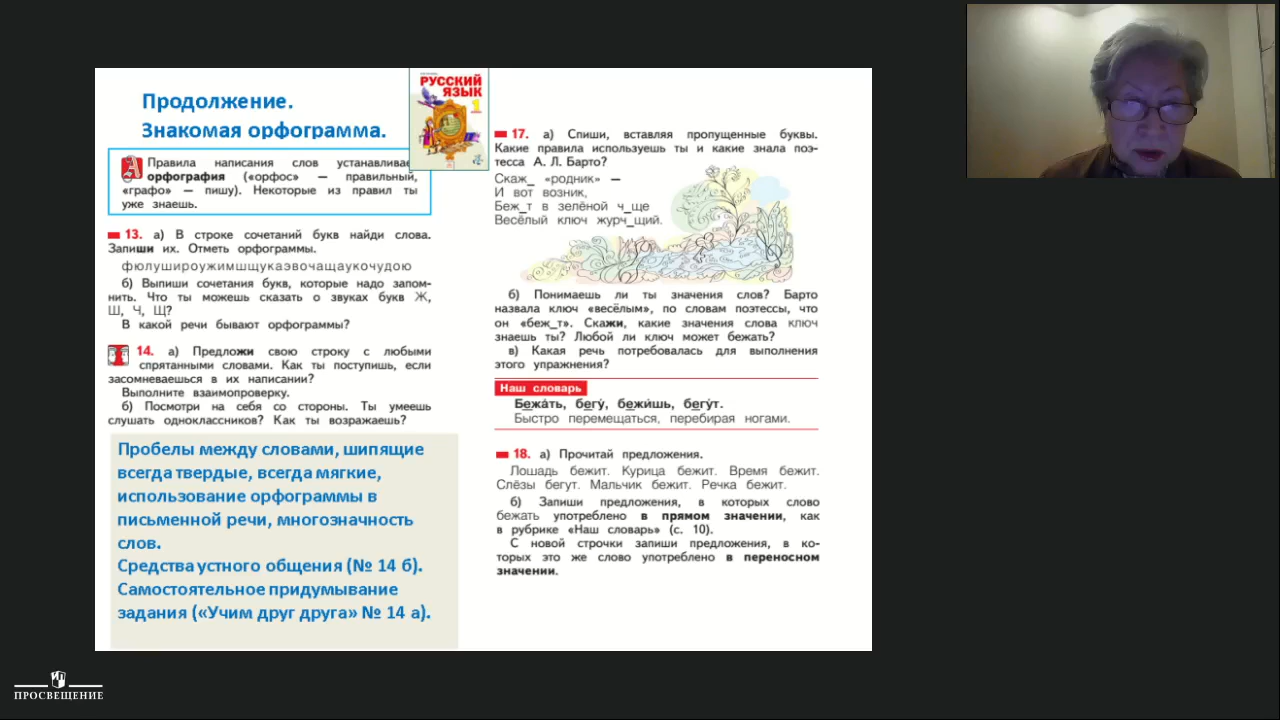 Продолжение.
Знакомая орфограмма.
РУССКИЙ
ЯЗЫК
1
Правила написания слов устанавливае
орфография («орфос» — правильный,
«графо» — пишу). Некоторые из правил ты
уже знаешь.
13. а) В строке сочетаний букв найди слова.
Запиши их. Отметь орфограммы.
фюлушироужимшщукаэвочащаукочудою
б) Выпиши сочетания букв, которые надо запом-
нить. Что ты можешь сказать о звуках букв Ж,
Ш, Ч, Щ?
В какой речи бывают орфограммы?
14. а) Предложи свою строку с любыми
спрятанными словами. Как ты поступишь, если
засомневаешься в их написании?
Выполните взаимопроверку.
б) Посмотри на себя со стороны. Ты умеешь
слушать одноклассников? Как ты возражаешь?
Пробелы между словами, шипящие
всегда твердые, всегда мягкие,
использование орфограммы в
письменной речи, многозначность
слов.
Средства устного общения (№ 14 б).
Самостоятельное придумывание
задания («Учим друг друга» № 14 а).
17. а) Спиши, вставляя пропущенные буквы.
Какие правила используешь ты и какие знала поэ-
тесса А. Л. Барто?
Скаж_ «родник» —
И вот возник,
Беж_т в зелёной ч_ще
Весёлый ключ журч_щий.
б) Понимаешь ли ты значения слов? Барто
назвала ключ «весёлым», по словам поэтессы, что
он «беж_т». Скажи, какие значения слова ключ
знаешь ты? Любой ли ключ может бежать?
в) Какая речь потребовалась для выполнения
этого упражнения?
Наш словарь
Бежа́ть, бегу́, бежи́шь, бегу́т.
Быстро перемещаться, перебирая ногами.
18. а) Прочитай предложения.
Лошадь бежит. Курица бежит. Время бежит.
Слёзы бегут. Мальчик бежит. Речка бежит.
б) Запиши предложения, в которых слово
бежать употреблено в прямом значении, как
в рубрике «Наш словарь» (с. 10).
С новой строчки запиши предложения, в ко-
торых это же слово употреблено в переносном
значении.
ПРОСВЕЩЕНИЕ